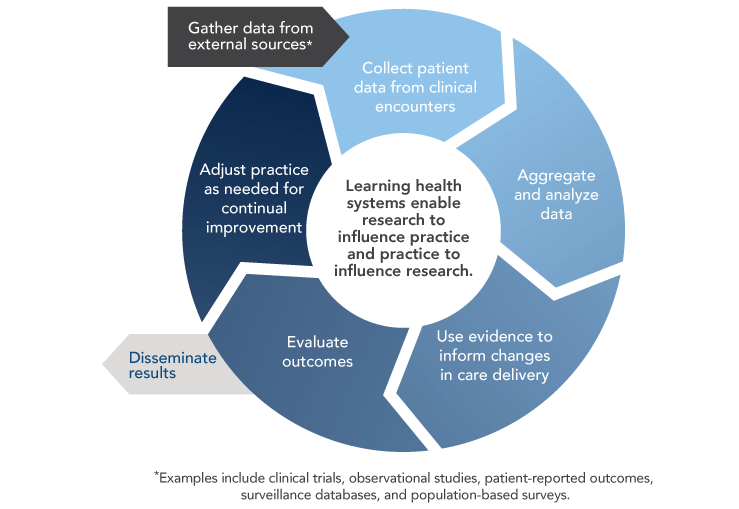 Gather data from
external sources*
Collect patient
data from clinical
encounters
Aggregate
and analyze
data
Use evidence to
inform changes
in care delivery
Evaluate
outcomes
Disseminate
results
Adjust practice
as needed for
continual
improvement
Learning health
systems enable
research to
influence practice
and practice to
influence research.
*Examples include clinical trials, observational studies, patient-reported outcomes,
surveillance databases, and population-based surveys.